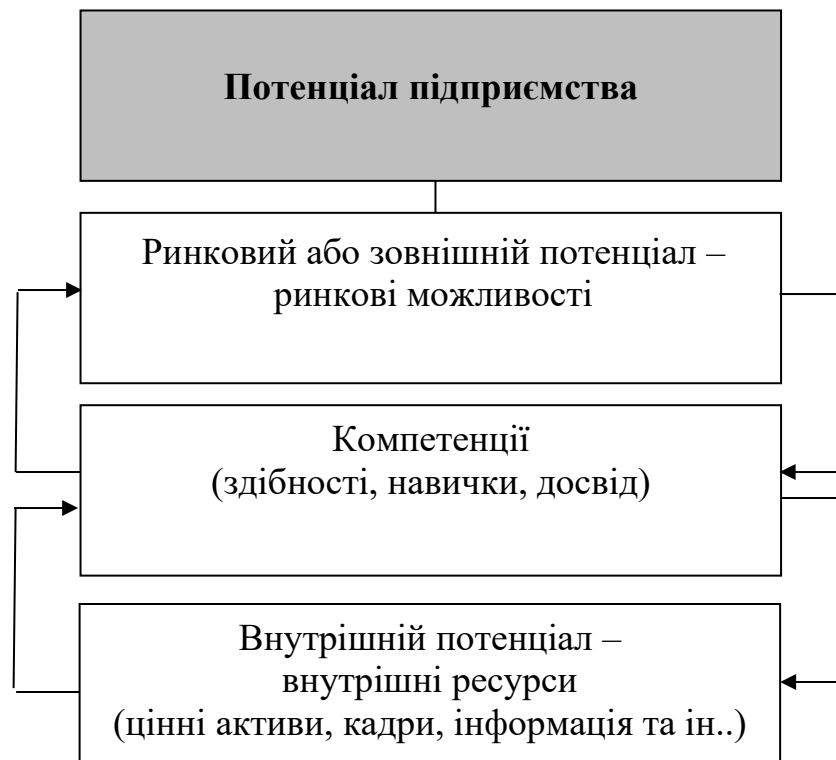 Потенціал підприємства
Ринковий або зовнішній потенціал –
ринкові можливості
Компетенції
(здібності, навички, досвід)
Внутрішній потенціал –
внутрішні ресурси
(цінні активи, кадри, інформація та ін..)